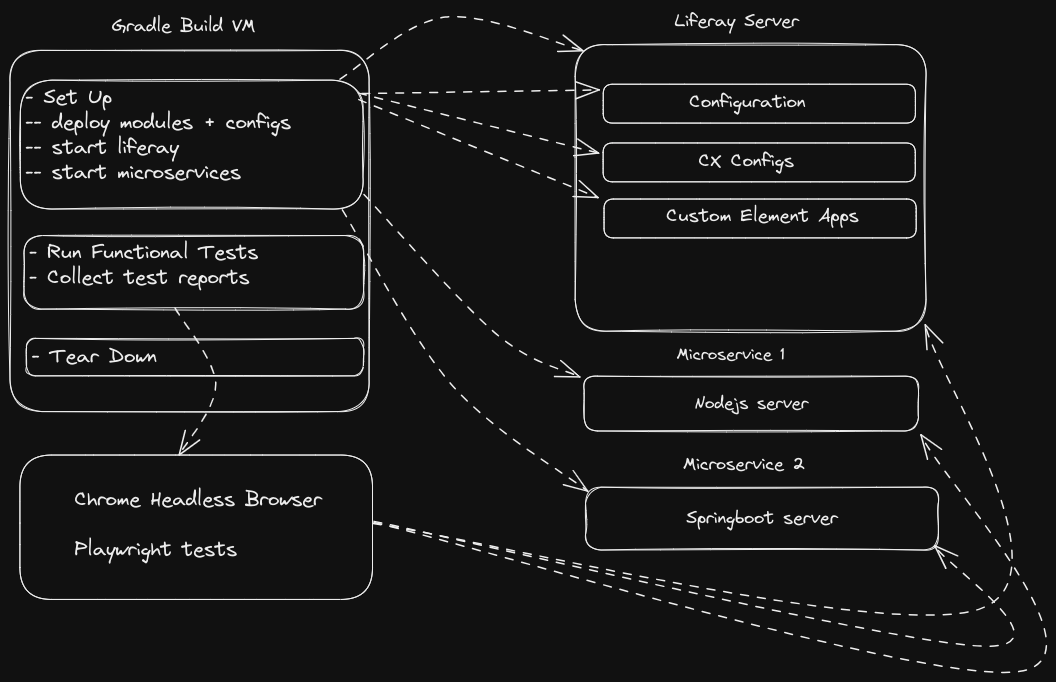 Gradle Build VM
- Set Up
-- deploy modules + configs
-- start liferay
-- start microservices
- Run Functional Tests
- Collect test reports
- Tear Down
Chrome Headless Browser
Playwright tests
Liferay Server
Configuration
CX Configs
Custom Element Apps
Microservice 1
Nodejs server
Microservice 2
Springboot server